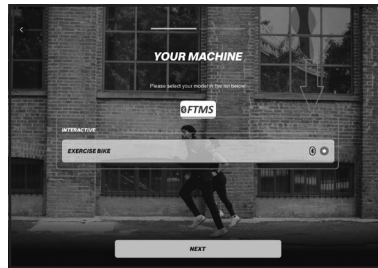 YOUR MACHINE
Please select your model in the list below
FTMS
INTERACTIVE
EXERCISE BIKE
NEXT